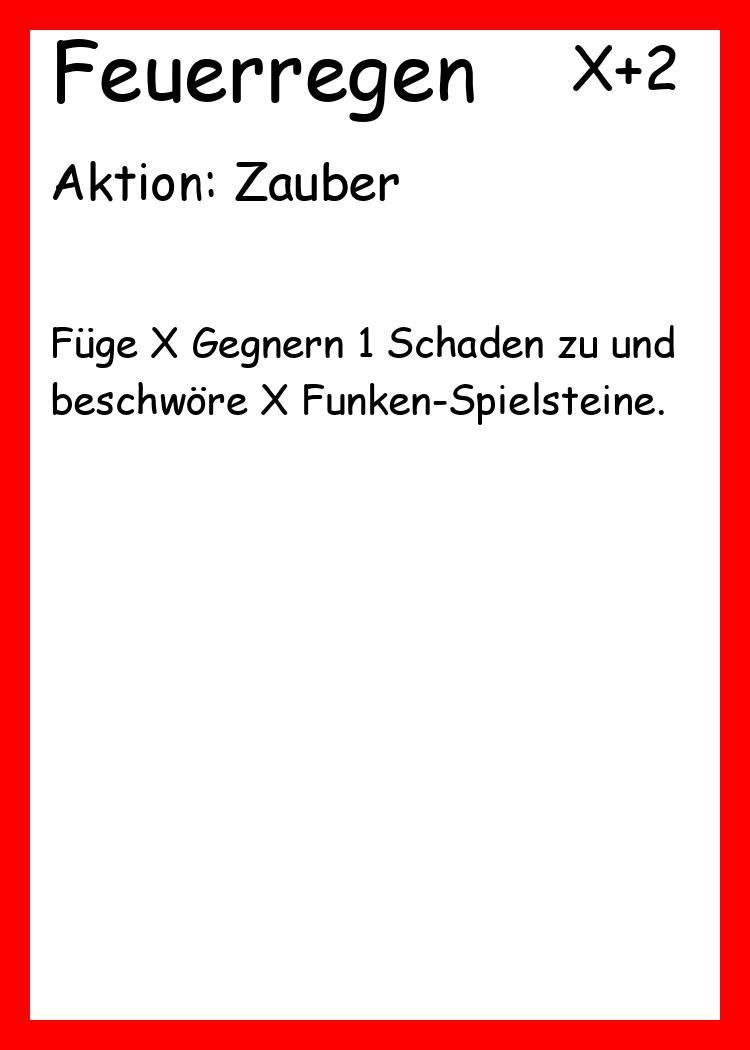 Feuerregen X+2
Aktion: Zauber
Füge X Gegnern 1 Schaden zu und
beschwöre X Funken-Spielsteine.